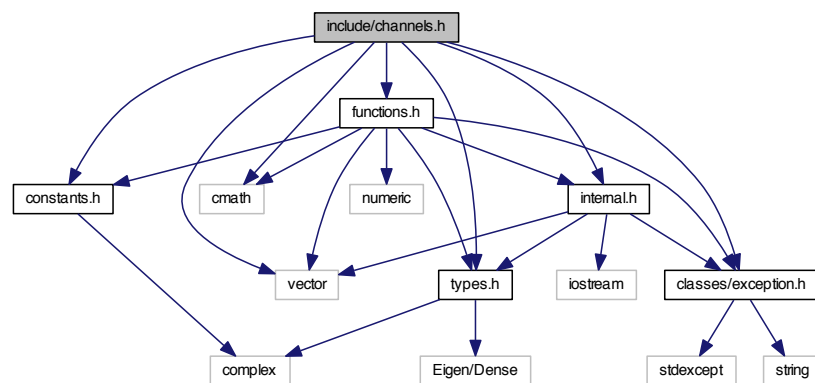 include/channels.h
functions.h
constants.h
cmath
numeric
internal.h
vector
types.h
iostream
classes/exception.h
complex
Eigen/Dense
stdexcept
string